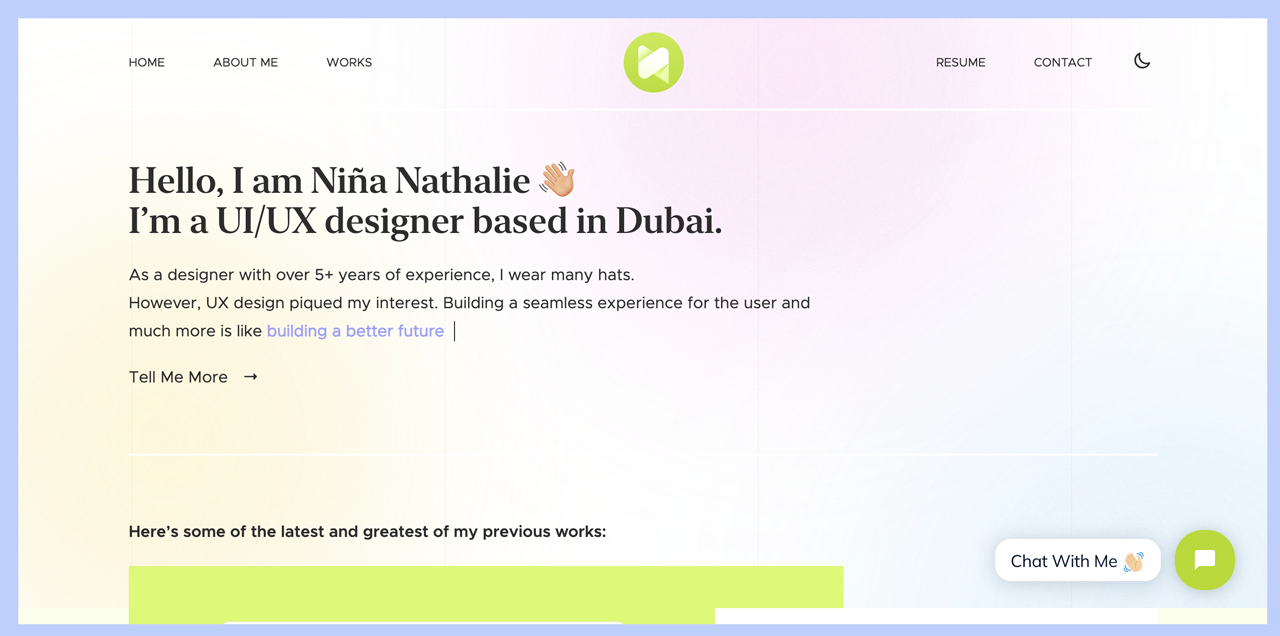 HOME ABOUT ME WORKS RESUME CONTACT
Hello, I am Niña Nathalie 👋🏼
I’m a UI/UX designer based in Dubai.
As a designer with over 5+ years of experience, I wear many hats.
However, UX design piqued my interest. Building a seamless experience for the user and
much more is like building a better future
Tell Me More →
Here’s some of the latest and greatest of my previous works:
Chat With Me 👋🏼